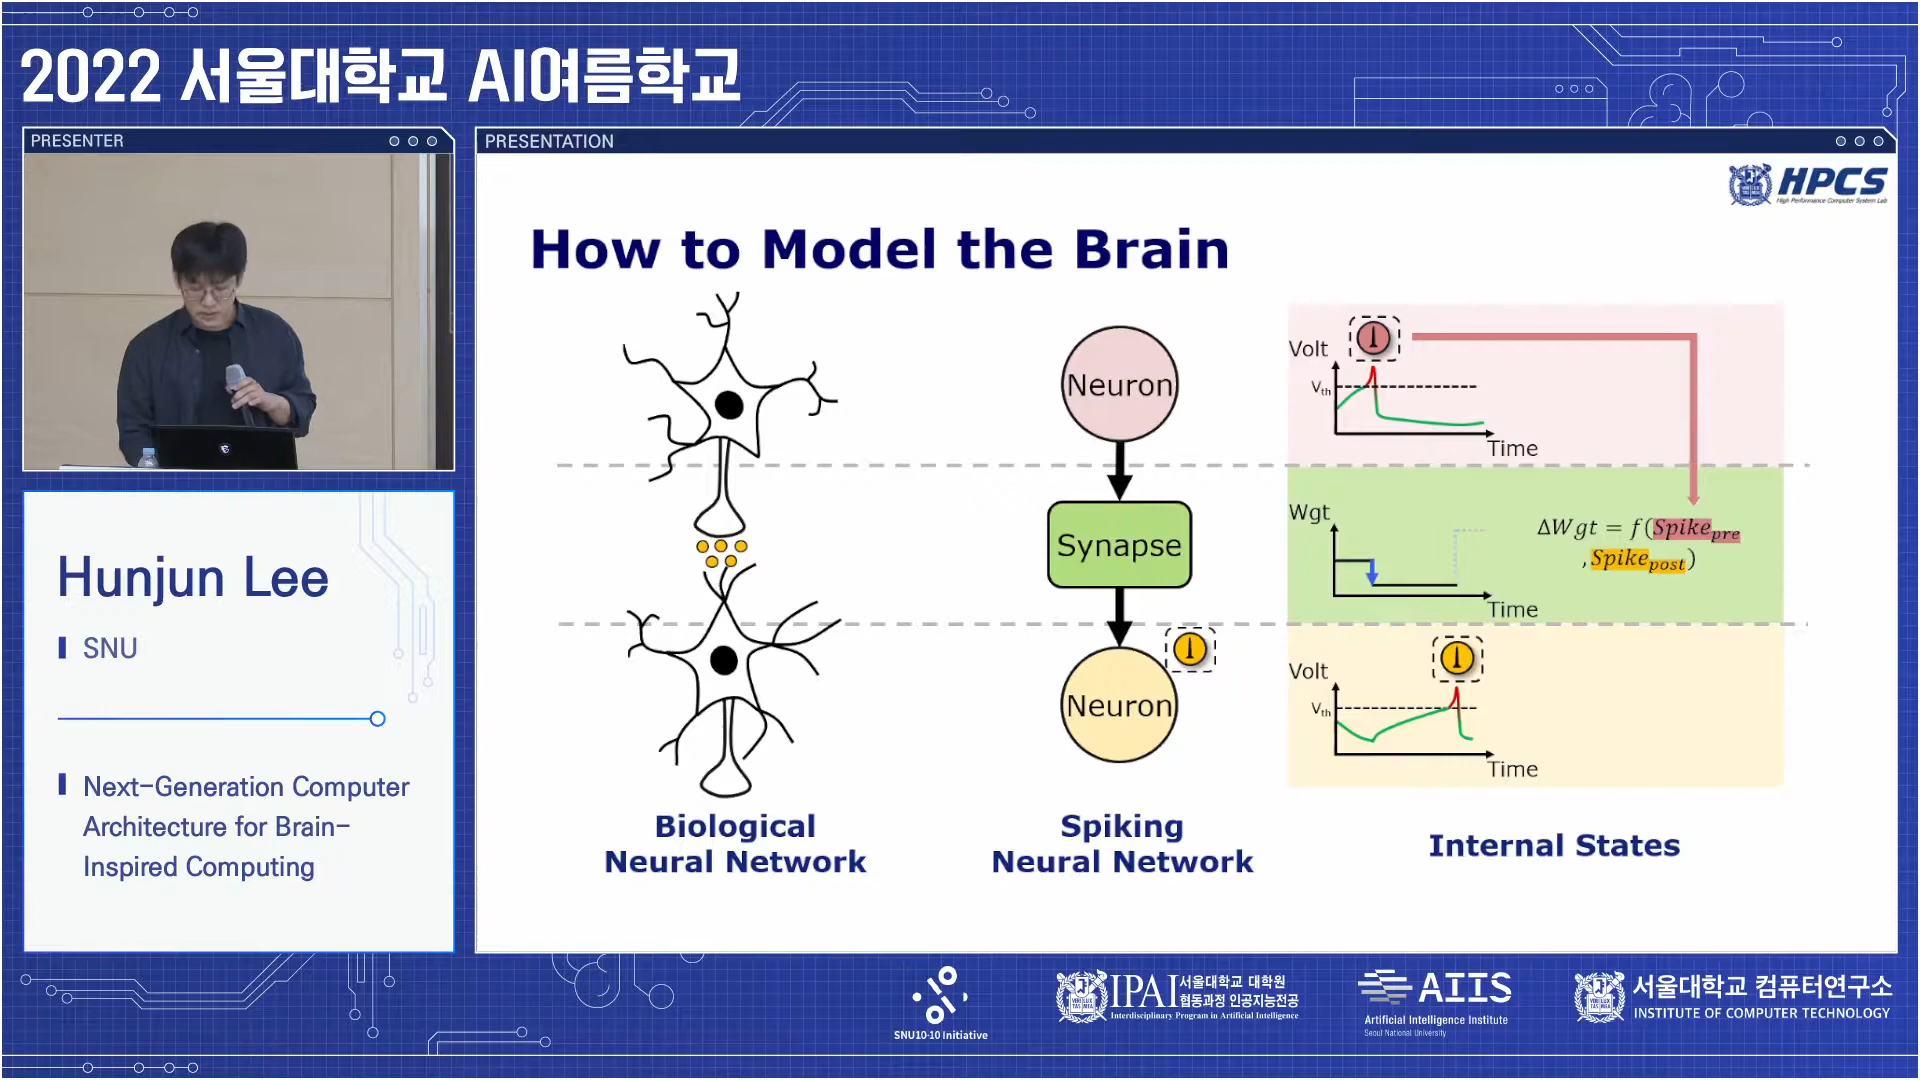 2022 서울대학교 AI여름학교
PRESENTER
PRESENTATION
HPCS
High Performance Computer System Lab
How to Model the Brain
Hunjun Lee
SNU
Next-Generation Computer
Architecture for Brain-
Inspired Computing
Neuron
Synapse
Neuron
Volt
Vth
Time
Wgt
Time
ΔWgt = f(Spikepre
,Spikepost)
Volt
Vth
Time
Biological
Neural Network
Spiking
Neural Network
Internal States
SNU10-10 Initiative
IPAI 서울대학교 대학원
협동과정 인공지능전공
Interdisciplinary Program in Artificial Intelligence
AIIS
Artificial Intelligence Institute
Seoul National University
서울대학교 컴퓨터연구소
INSTITUTE OF COMPUTER TECHNOLOGY